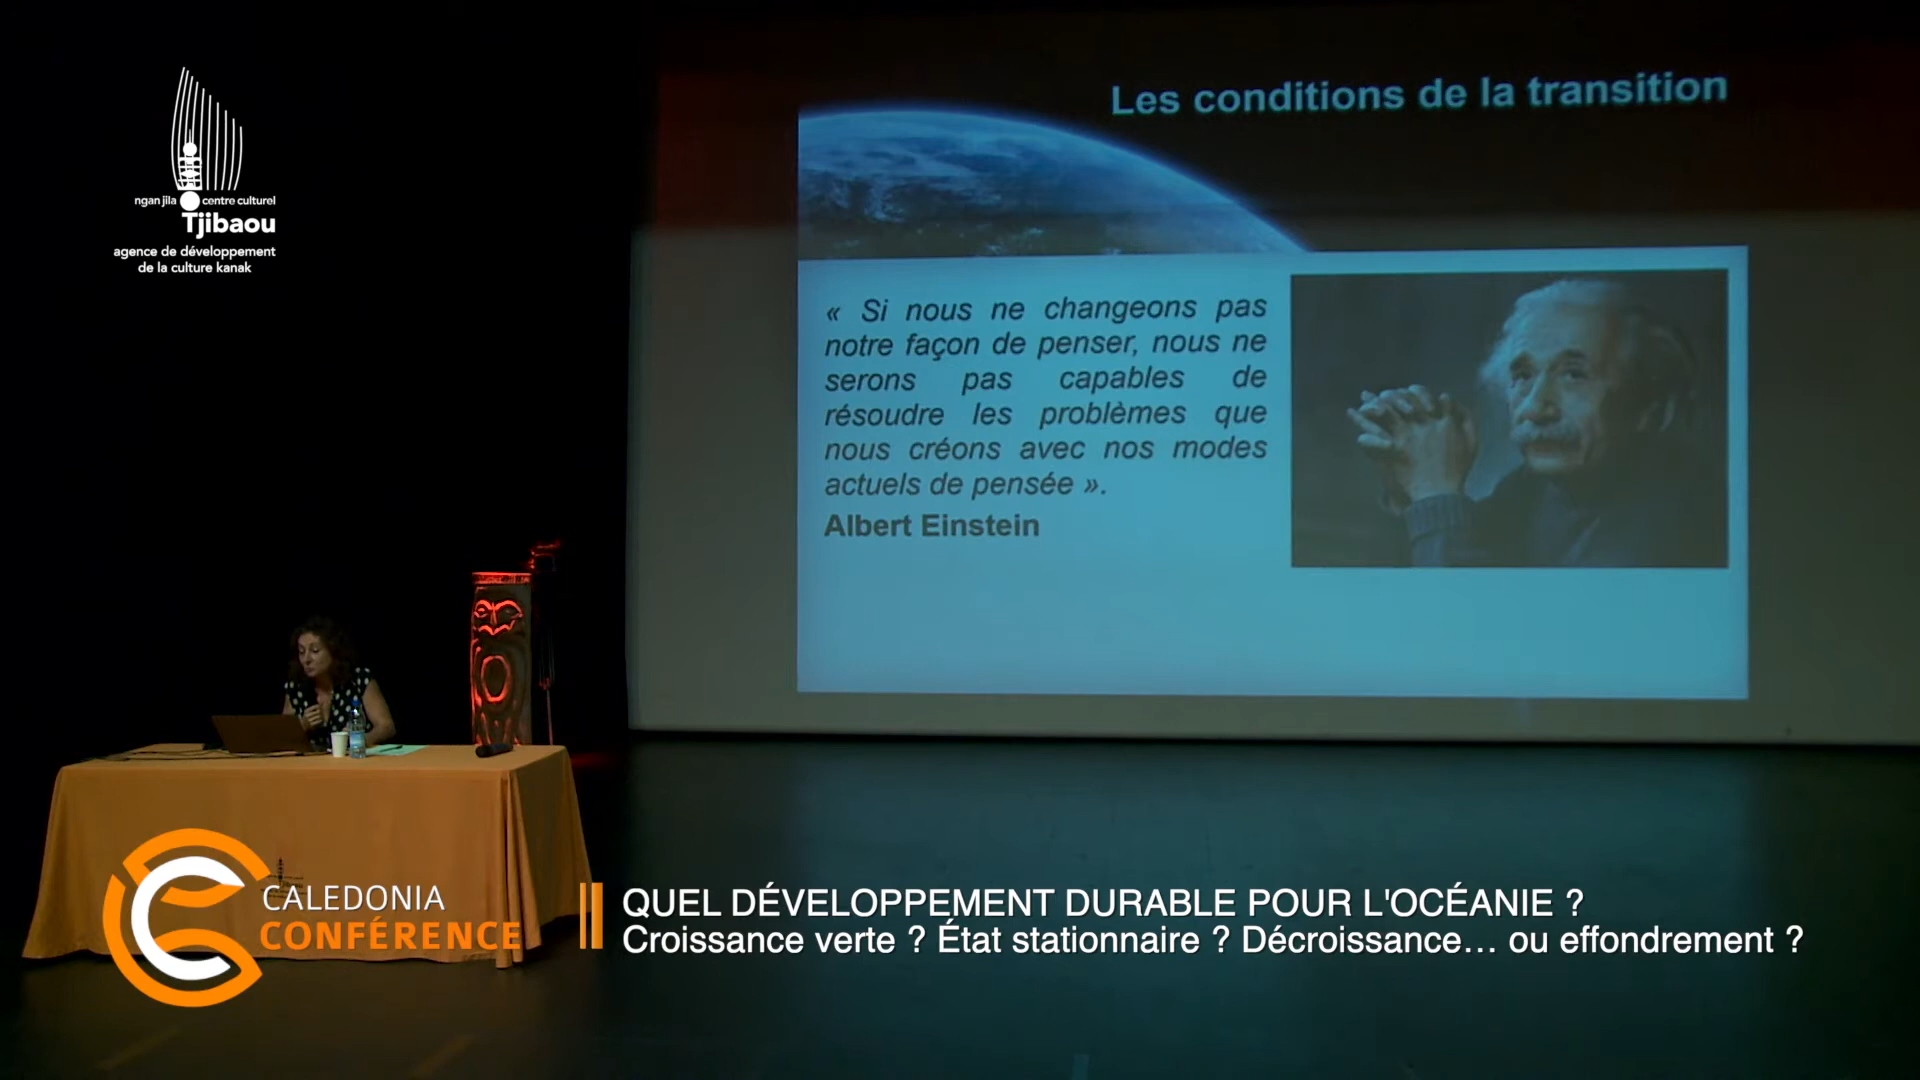 ngan jila centre culturel
Tjibaou
agence de développement
de la culture kanak
Les conditions de la transition
« Si nous ne changeons pas
notre façon de penser, nous ne
serons pas capables de
résoudre les problèmes que
nous créons avec nos modes
actuels de pensée ».
Albert Einstein
CALEDONIA
CONFÉRENCE
QUEL DÉVELOPPEMENT DURABLE POUR L'OCÉANIE ?
Croissance verte ? État stationnaire ? Décroissance... ou effondrement ?